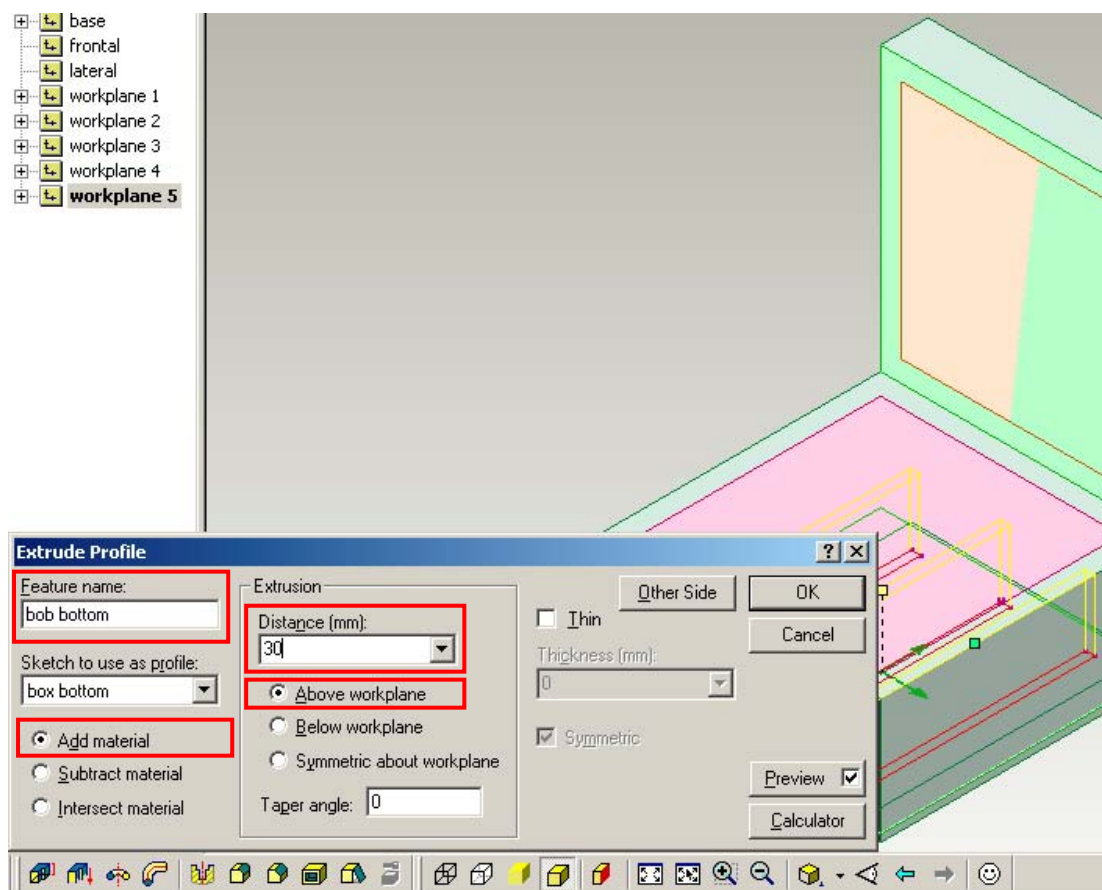 base
frontal
lateral
workplane 1
workplane 2
workplane 3
workplane 4
workplane 5
Extrude Profile
Feature name:
bob bottom
Sketch to use as profile:
box bottom
Add material
Subtract material
Intersect material
Extrusion
Distance (mm):
30
Above workplane
Below workplane
Symmetric about workplane
Taper angle: 0
Other Side
Thin
Thickness (mm):
0
Symmetric
OK
Cancel
Preview
Calculator